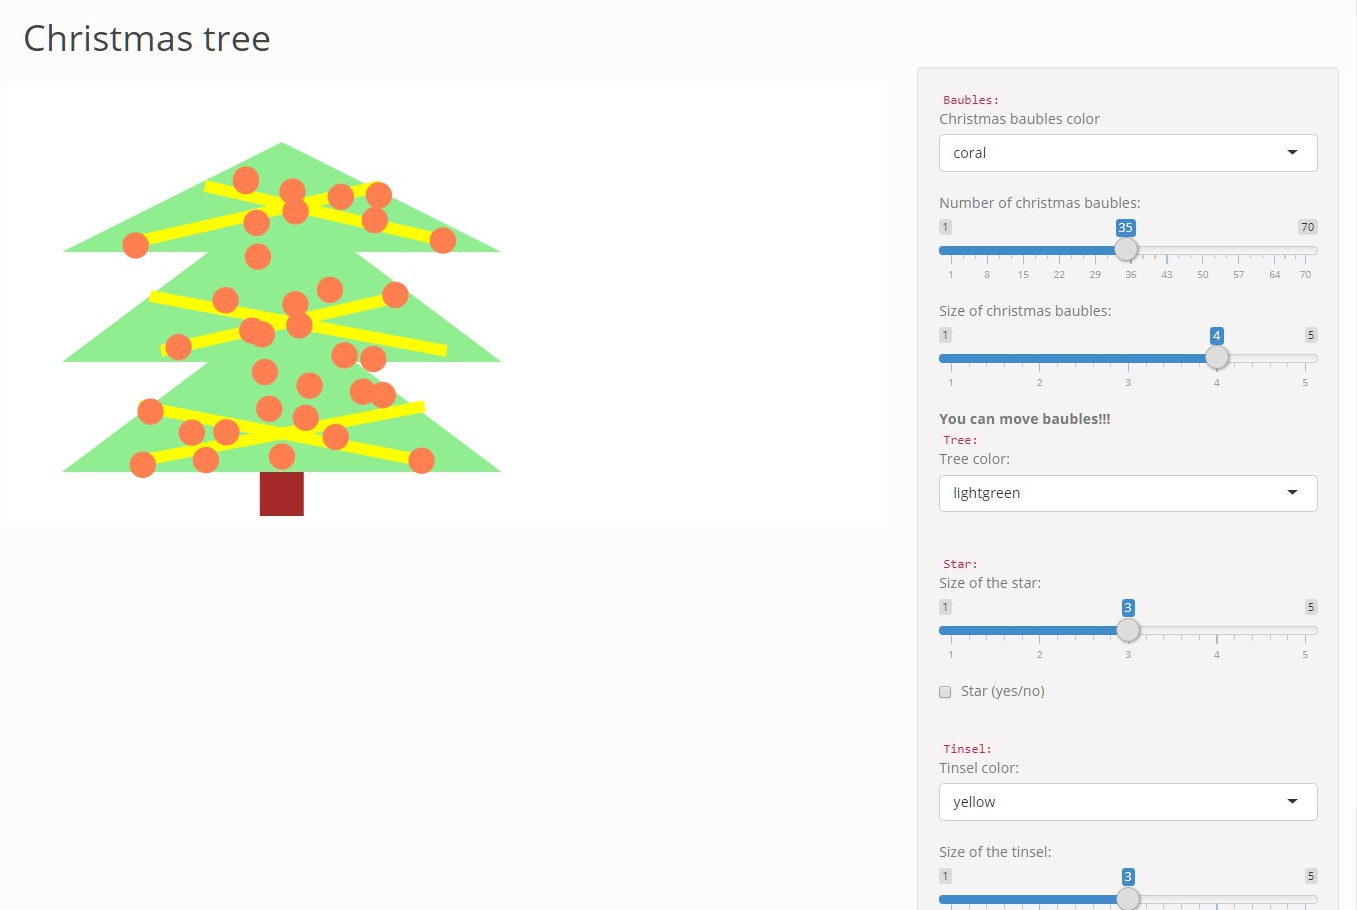 Christmas tree
Baubles:
Christmas baubles color
coral
Number of christmas baubles:
1 35 70
1 8 15 22 29 36 43 50 57 64 70
Size of christmas baubles:
1 4 5
1 2 3 4 5
You can move baubles!!!
Tree:
Tree color:
lightgreen
Star:
Size of the star:
1 3 5
1 2 3 4 5
Star (yes/no)
Tinsel:
Tinsel color:
yellow
Size of the tinsel:
1 3 5